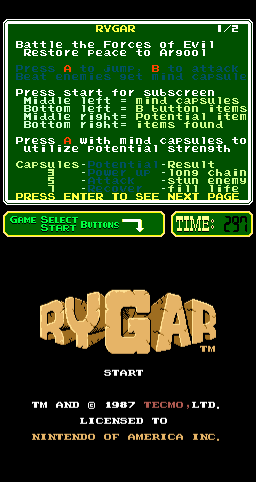 RYGAR 1/2
Battle the Forces of Evil
Restore Peace to Argool
Press A to Jump, B to attack
Beat enemies get mind capsule
Press start for subscreen
Middle left = mind capsules
Bottom left = B button items
Middle right= Potential item
Bottom right= items found
Press A with mind capsules to
utilize potential strength
Capsules-Potential-Result
3 - Power Up -long chain
5 - Attack -stun enemy
7 - Recover -fill life
PRESS ENTER TO SEE NEXT PAGE
GAME SELECT
START BUTTONS
TIME: 297
RYGAR
TM
START
TM AND © 1987 TECMO,LTD.
LICENSED TO
NINTENDO OF AMERICA INC.